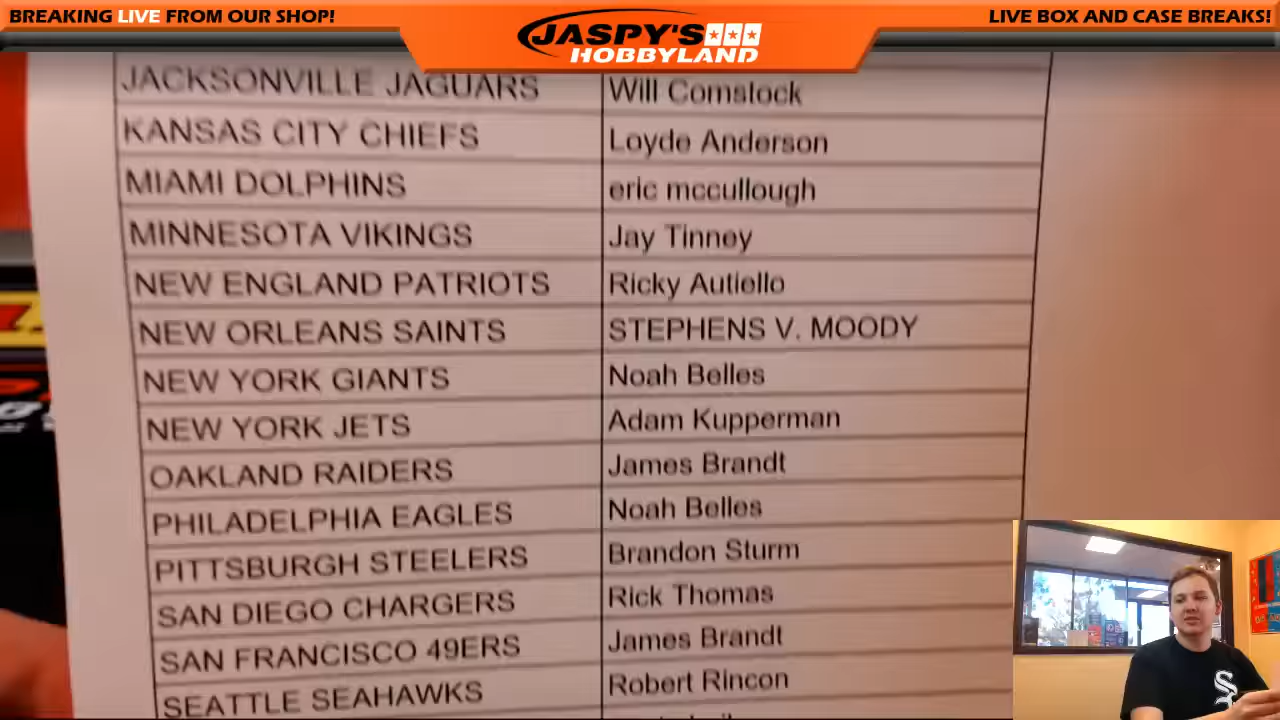 BREAKING LIVE FROM OUR SHOP!
JASPY'S
HOBBYLAND
LIVE BOX AND CASE BREAKS!
JACKSONVILLE JAGUARS Will Comstock
KANSAS CITY CHIEFS Loyde Anderson
MIAMI DOLPHINS eric mccullough
MINNESOTA VIKINGS Jay Tinney
NEW ENGLAND PATRIOTS Ricky Autiello
NEW ORLEANS SAINTS STEPHENS V. MOODY
NEW YORK GIANTS Noah Belles
NEW YORK JETS Adam Kupperman
OAKLAND RAIDERS James Brandt
PHILADELPHIA EAGLES Noah Belles
PITTSBURGH STEELERS Brandon Sturm
SAN DIEGO CHARGERS Rick Thomas
SAN FRANCISCO 49ERS James Brandt
SEATTLE SEAHAWKS Robert Rincon